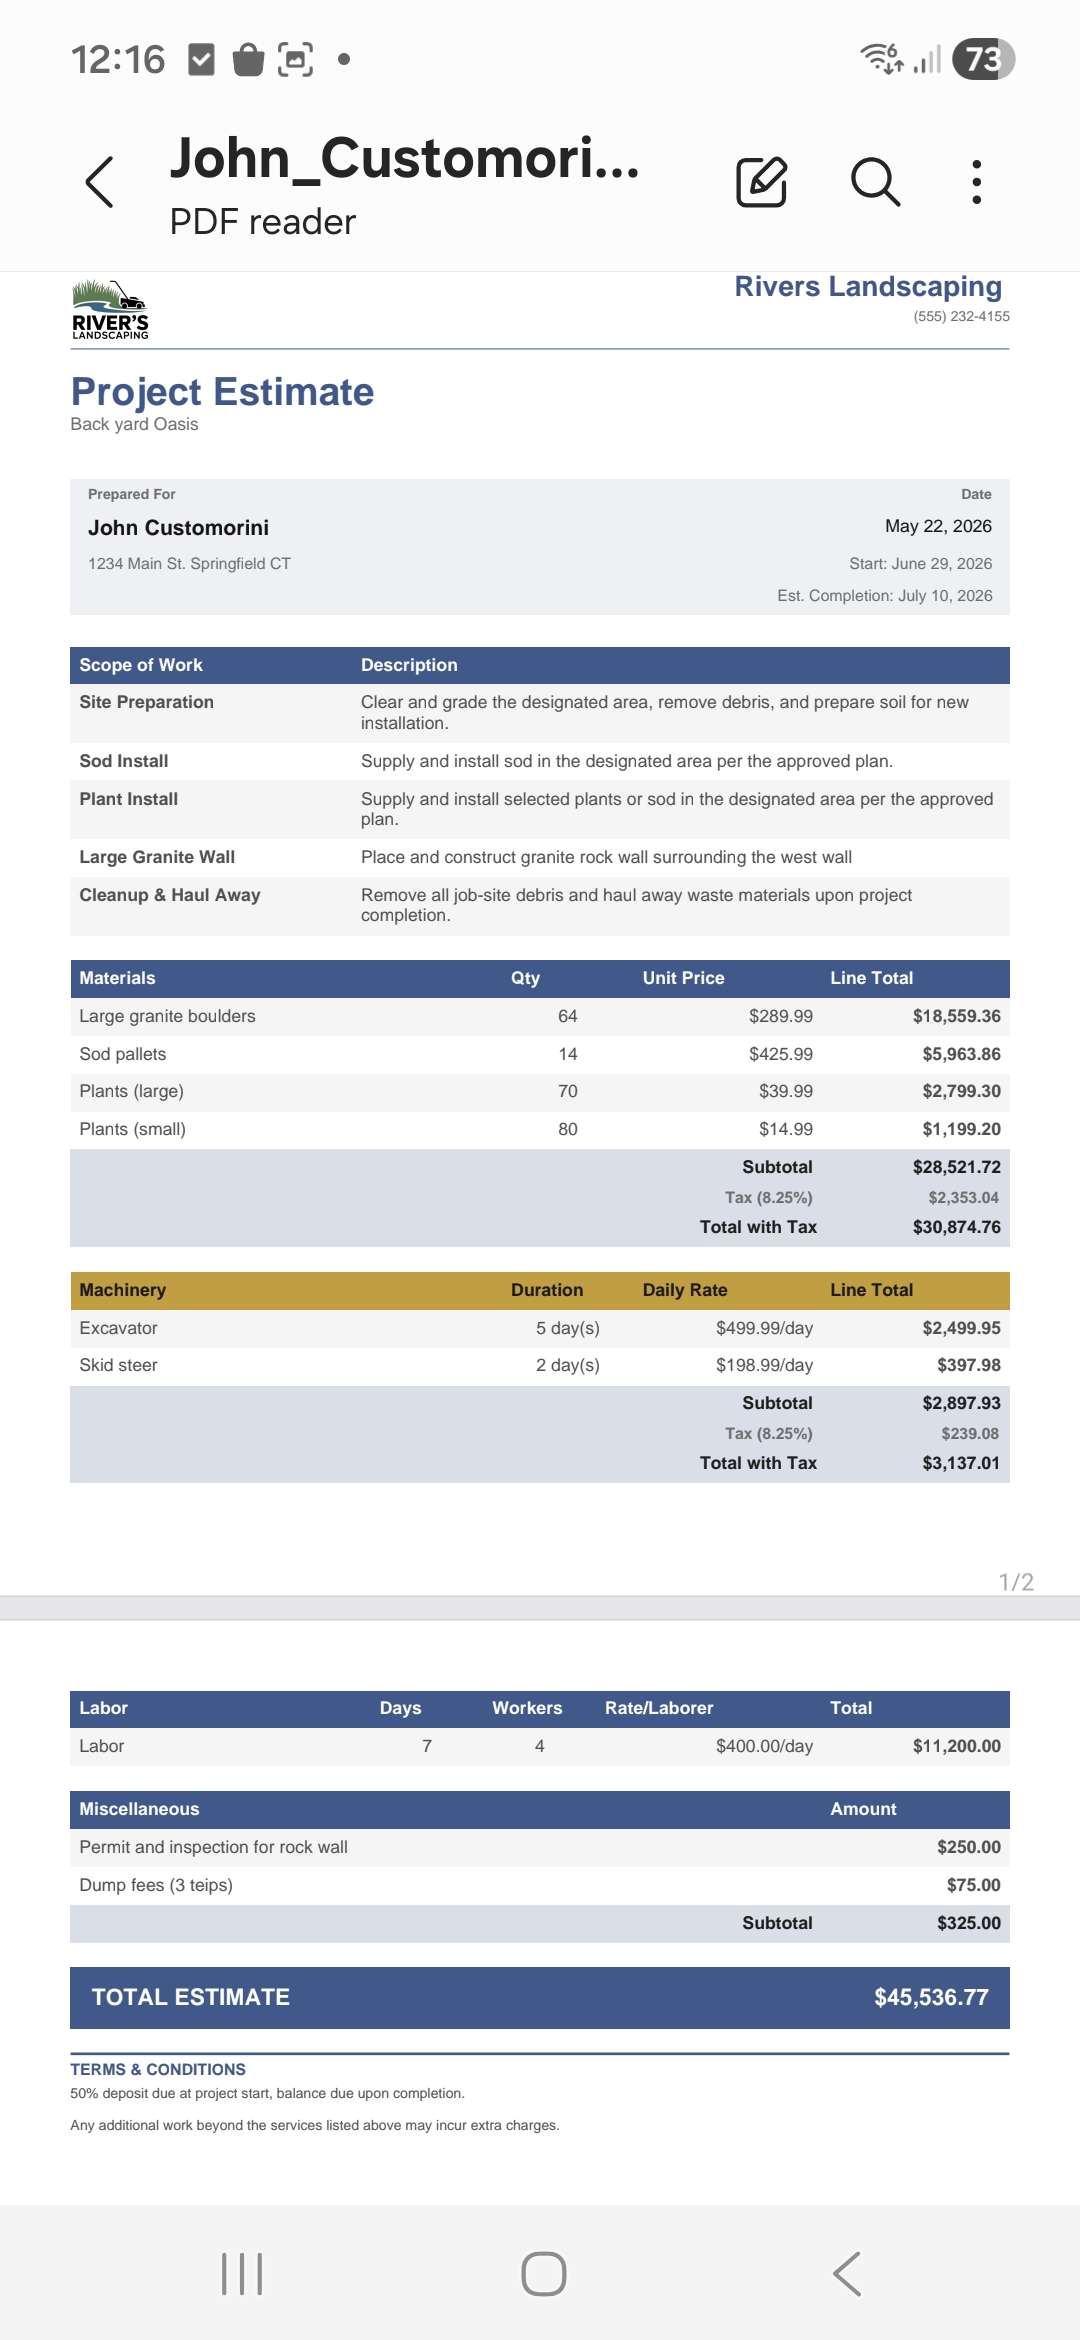 12:16
6
73
John_Customori...
PDF reader
RIVER'S
LANDSCAPING
Rivers Landscaping
(555) 232-4155
Project Estimate
Back yard Oasis
Prepared For Date
John Customorini May 22, 2026
1234 Main St. Springfield CT Start: June 29, 2026
Est. Completion: July 10, 2026
Scope of Work Description
Site Preparation Clear and grade the designated area, remove debris, and prepare soil for new
installation.
Sod Install Supply and install sod in the designated area per the approved plan.
Plant Install Supply and install selected plants or sod in the designated area per the approved
plan.
Large Granite Wall Place and construct granite rock wall surrounding the west wall
Cleanup & Haul Away Remove all job-site debris and haul away waste materials upon project
completion.
Materials Qty Unit Price Line Total
Large granite boulders 64 $289.99 $18,559.36
Sod pallets 14 $425.99 $5,963.86
Plants (large) 70 $39.99 $2,799.30
Plants (small) 80 $14.99 $1,199.20
Subtotal $28,521.72
Tax (8.25%) $2,353.04
Total with Tax $30,874.76
Machinery Duration Daily Rate Line Total
Excavator 5 day(s) $499.99/day $2,499.95
Skid steer 2 day(s) $198.99/day $397.98
Subtotal $2,897.93
Tax (8.25%) $239.08
Total with Tax $3,137.01
1/2
Labor Days Workers Rate/Laborer Total
Labor 7 4 $400.00/day $11,200.00
Miscellaneous Amount
Permit and inspection for rock wall $250.00
Dump fees (3 teips) $75.00
Subtotal $325.00
TOTAL ESTIMATE $45,536.77
TERMS & CONDITIONS
50% deposit due at project start, balance due upon completion.
Any additional work beyond the services listed above may incur extra charges.